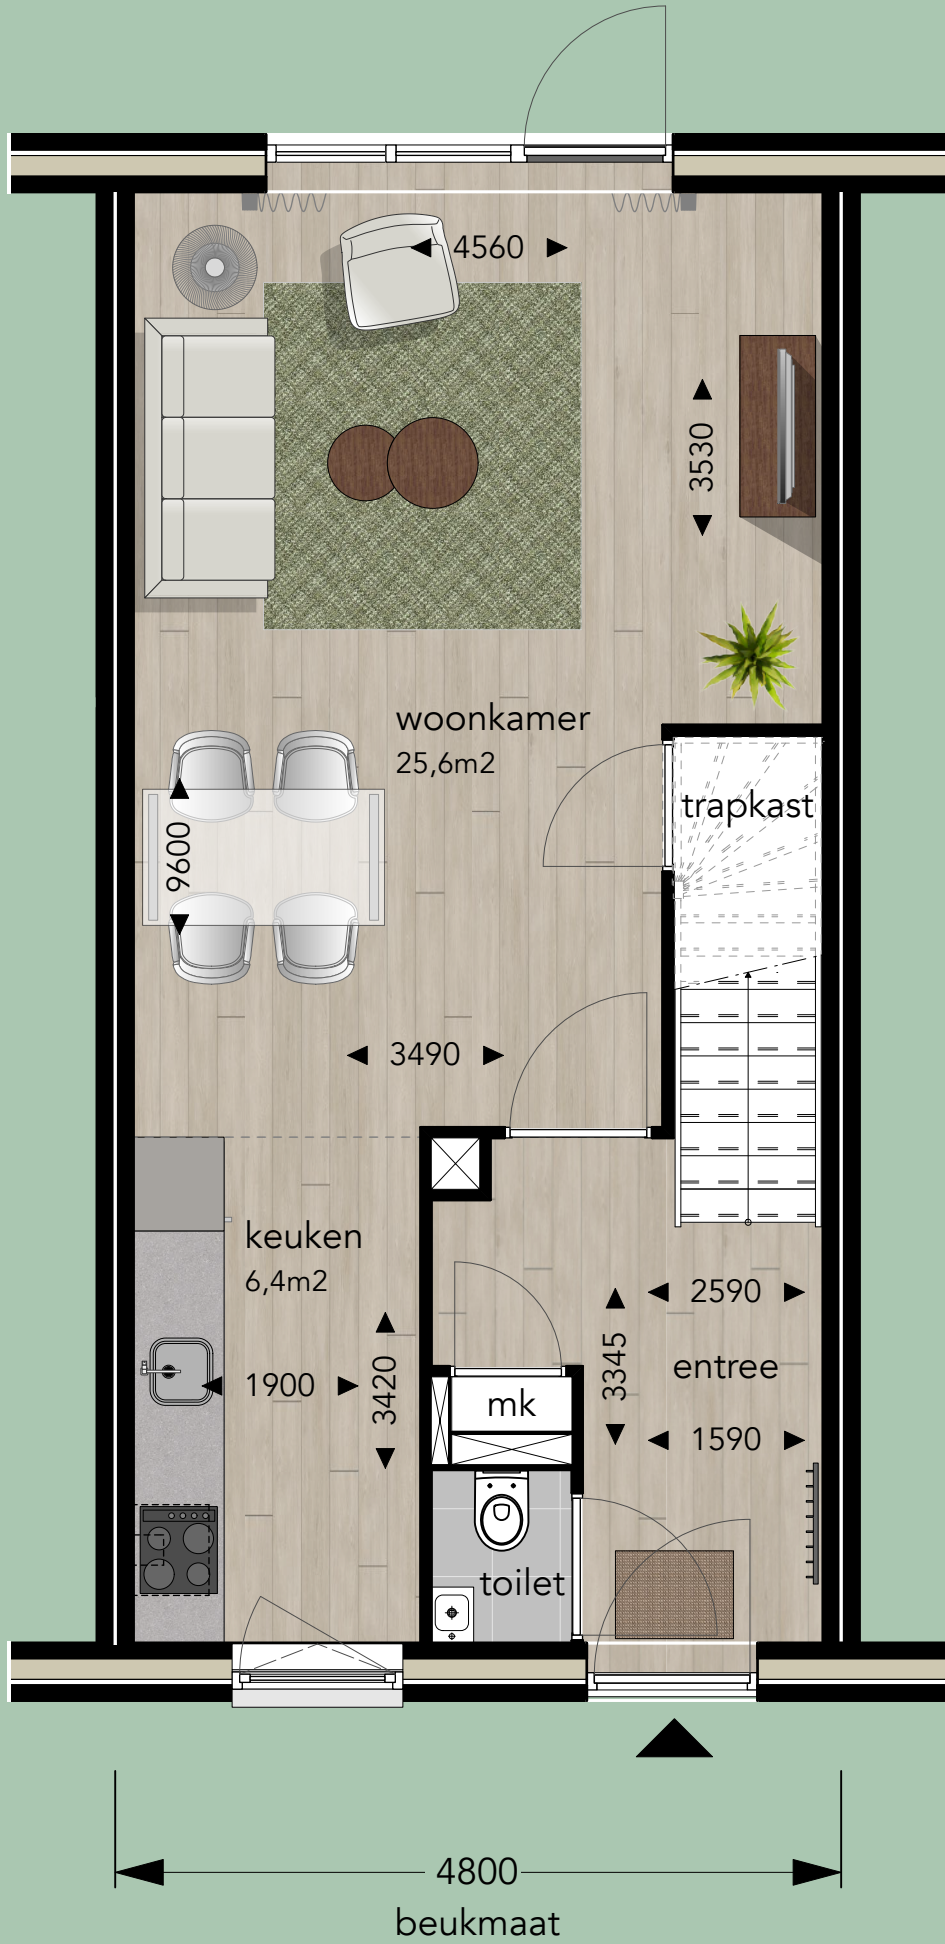 4560
3530
woonkamer
25,6m2
trapkast
9600
3490
keuken
6,4m2
2590
3345
entree
1900
3420
mk
1590
toilet
4800
beukmaat